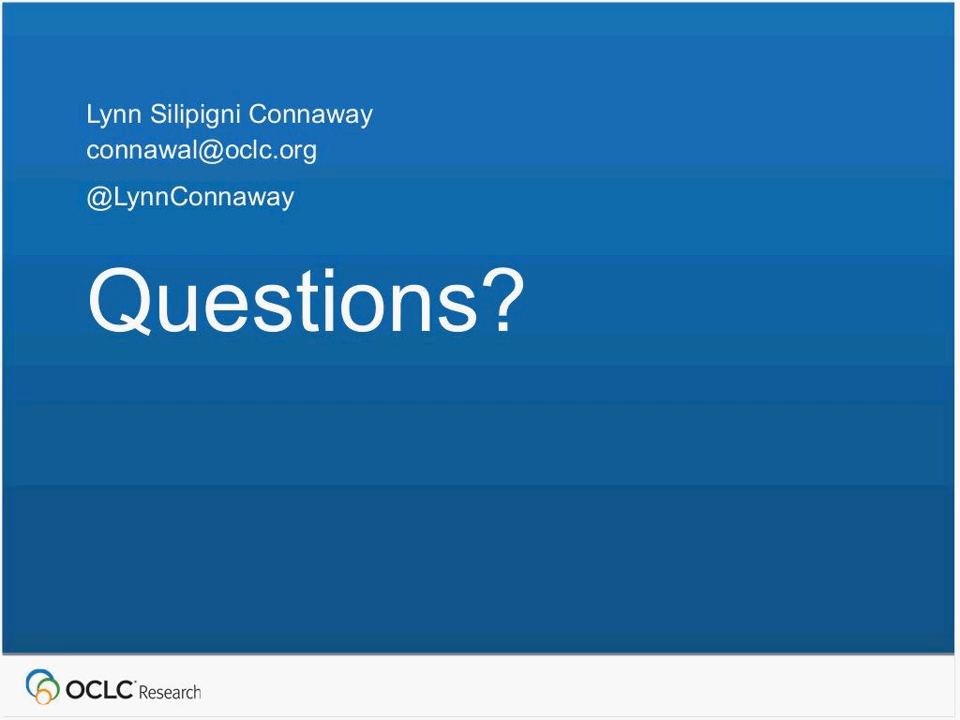 Lynn Silipigni Connaway
connawal@oclc.org
@LynnConnaway
Questions?
OCLC Research